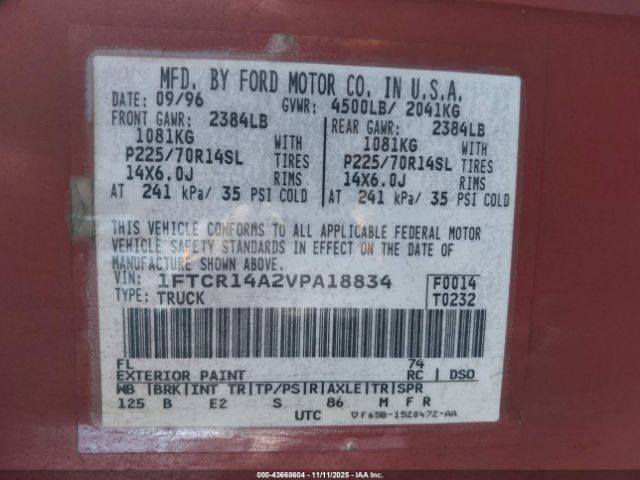 MFD. BY FORD MOTOR CO. IN U.S.A.
DATE: 09/96 GVWR: 4500LB/ 2041KG
FRONT GAWR: 2384LB REAR GAWR: 2384LB
1081KG WITH 1081KG WITH
P225/70R14SL TIRES P225/70R14SL TIRES
14X6.0J RIMS 14X6.0J RIMS
AT 241 kPa/ 35 PSI COLD AT 241 kPa/ 35 PSI COLD
THIS VEHICLE CONFORMS TO ALL APPLICABLE FEDERAL MOTOR
VEHICLE SAFETY STANDARDS IN EFFECT ON THE DATE OF
MANUFACTURE SHOWN ABOVE.
VIN: 1FTCR14A2VPA18834 F0014
TYPE: TRUCK T0232
FL 74
EXTERIOR PAINT RC | DSO
WB |BRK|INT TR|TP/PS|R|AXLE|TR|SPR
125 B E2 S 86 M F R
UTC ▽F65B-1520472-AA
000-43668604 - 11/11/2025 - IAAI.com